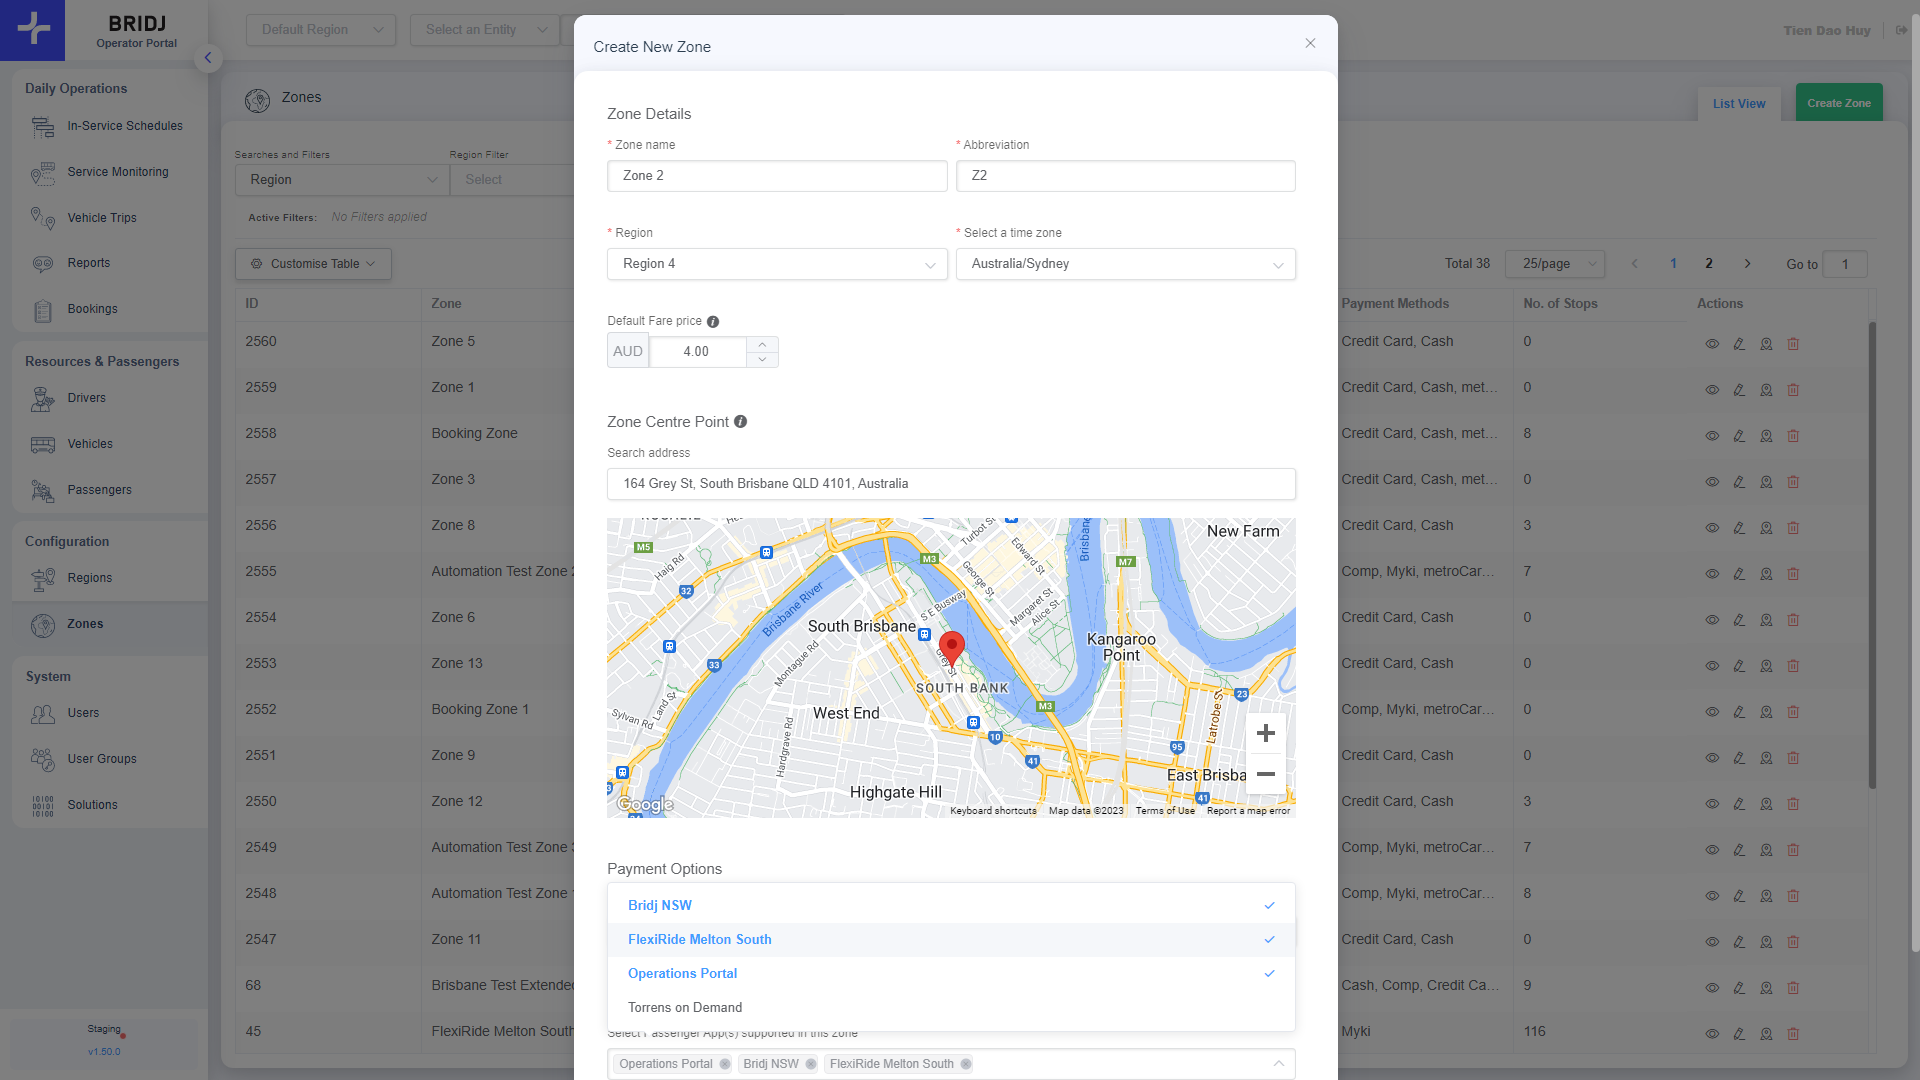 BRIDJ
Operator Portal
Default Region
Select an Entity
Tien Dao Huy
Daily Operations
In-Service Schedules
Service Monitoring
Vehicle Trips
Reports
Bookings
Resources & Passengers
Drivers
Vehicles
Passengers
Configuration
Regions
Zones
System
Users
User Groups
Solutions
Staging
v1.50.0
Zones
List View
Create Zone
Searches and Filters
Region Filter
Region
Select
Active Filters: No Filters applied
Customise Table
Total 38
25/page
1
2
Go to
1
ID
Zone
Payment Methods
No. of Stops
Actions
2560 Zone 5 Credit Card, Cash 0
2559 Zone 1 Credit Card, Cash, met... 0
2558 Booking Zone Credit Card, Cash, met... 8
2557 Zone 3 Credit Card, Cash, met... 0
2556 Zone 8 Credit Card, Cash 3
2555 Automation Test Zone Comp, Myki, metroCar... 7
2554 Zone 6 Credit Card, Cash 0
2553 Zone 13 Credit Card, Cash 0
2552 Booking Zone 1 Comp, Myki, metroCar... 0
2551 Zone 9 Credit Card, Cash 0
2550 Zone 12 Credit Card, Cash 3
2549 Automation Test Zone Comp, Myki, metroCar... 7
2548 Automation Test Zone Comp, Myki, metroCar... 8
2547 Zone 11 Credit Card, Cash 0
68 Brisbane Test Extended Cash, Comp, Credit Ca... 9
45 FlexiRide Melton South Myki 116
Create New Zone
Zone Details
* Zone name
* Abbreviation
Zone 2
Z2
* Region
* Select a time zone
Region 4
Australia/Sydney
Default Fare price
AUD
4.00
Zone Centre Point
Search address
164 Grey St, South Brisbane QLD 4101, Australia
New Farm
Turbot St
Edward St
Brisbane
M5
M3
M7
Haig Rd
George St
32
Margaret St
Alice St
S E Busway
Brisbane River
South Brisbane
Kangaroo
Point
Grey St
Montague Rd
33
SOUTH BANK
23
Land St
Sylvan Rd
West End
M3
Latrobe St
Hardgrave Rd
10
95
41
East Brisba
Highgate Hill
41
Google
Keyboard shortcuts
Map data ©2023
Terms of Use
Report a map error
Payment Options
Bridj NSW
FlexiRide Melton South
Operations Portal
Torrens on Demand
Select Passenger App(s) supported in this zone
Operations Portal
Bridj NSW
FlexiRide Melton South